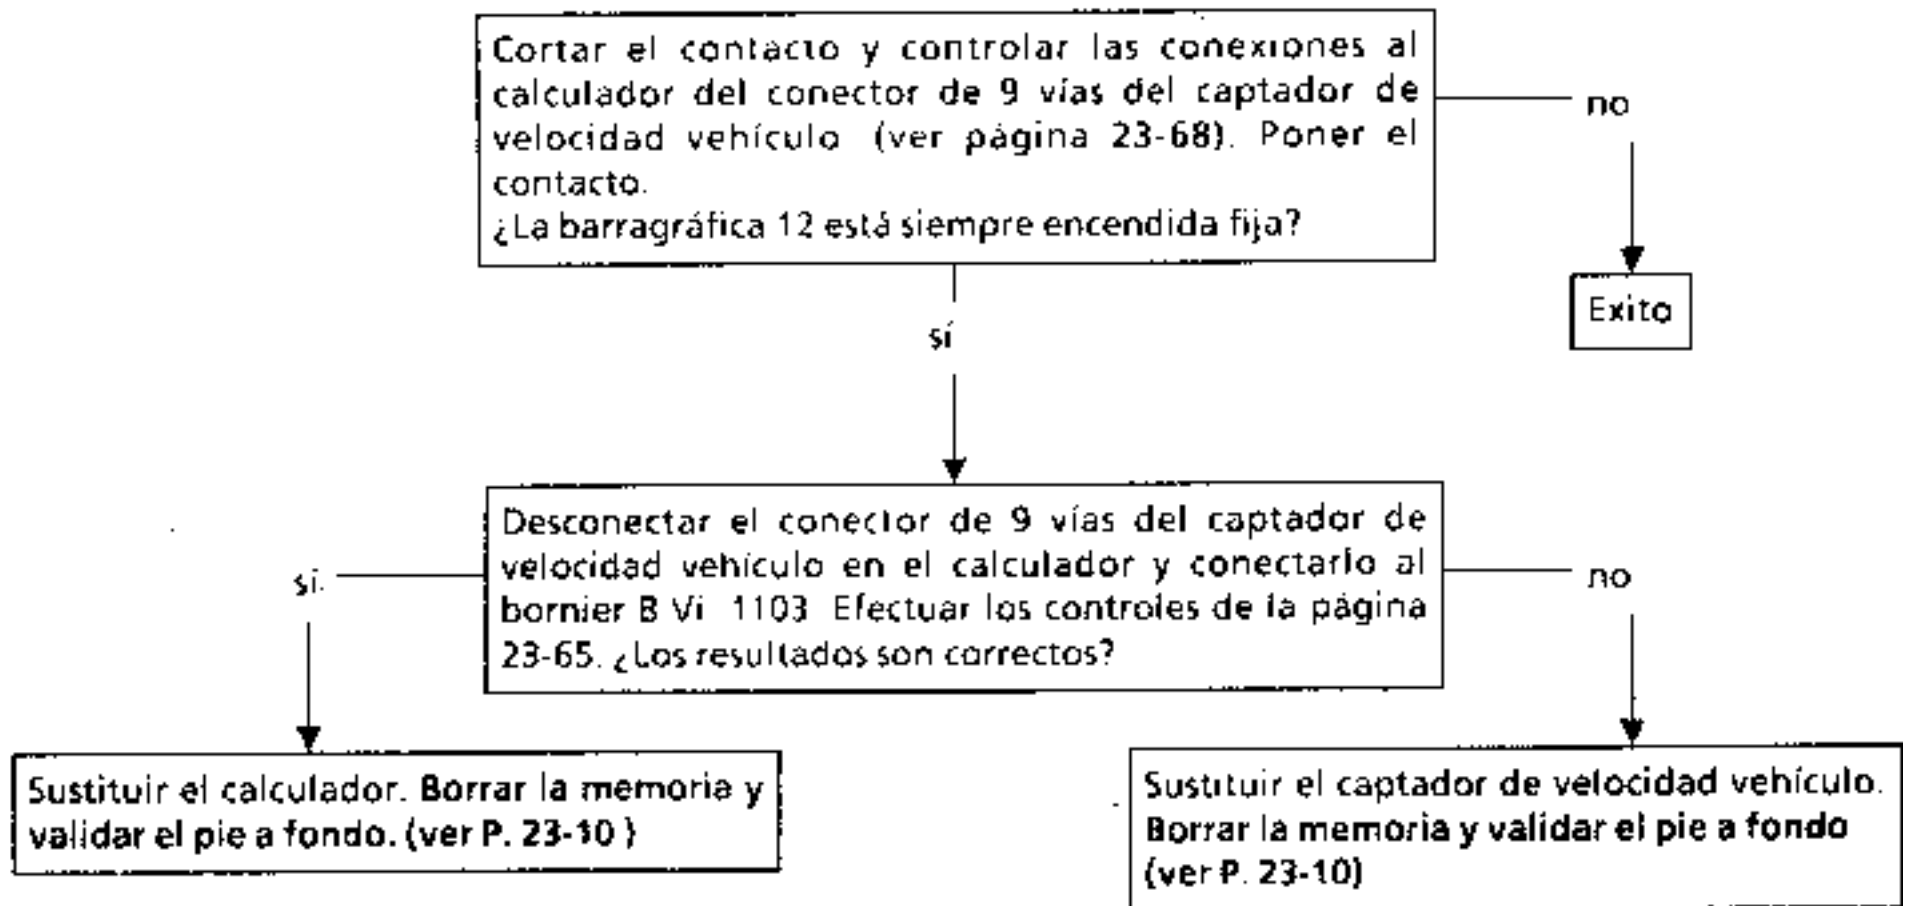 Cortar el contacto y controlar las conexiones al
calculador del conector de 9 vías del captador de
velocidad vehículo (ver página 23-68). Poner el
contacto.
¿La barragráfica 12 está siempre encendida fija?
no
Exito
sí
Desconectar el conector de 9 vías del captador de
velocidad vehículo en el calculador y conectarlo al
bornier B Vi 1103 Efectuar los controles de la página
23-65. ¿Los resultados son correctos?
sí.
no
Sustituir el calculador. Borrar la memoria y
validar el pie a fondo. (ver P. 23-10 )
Sustituir el captador de velocidad vehículo.
Borrar la memoria y validar el pie a fondo
(ver P. 23-10)